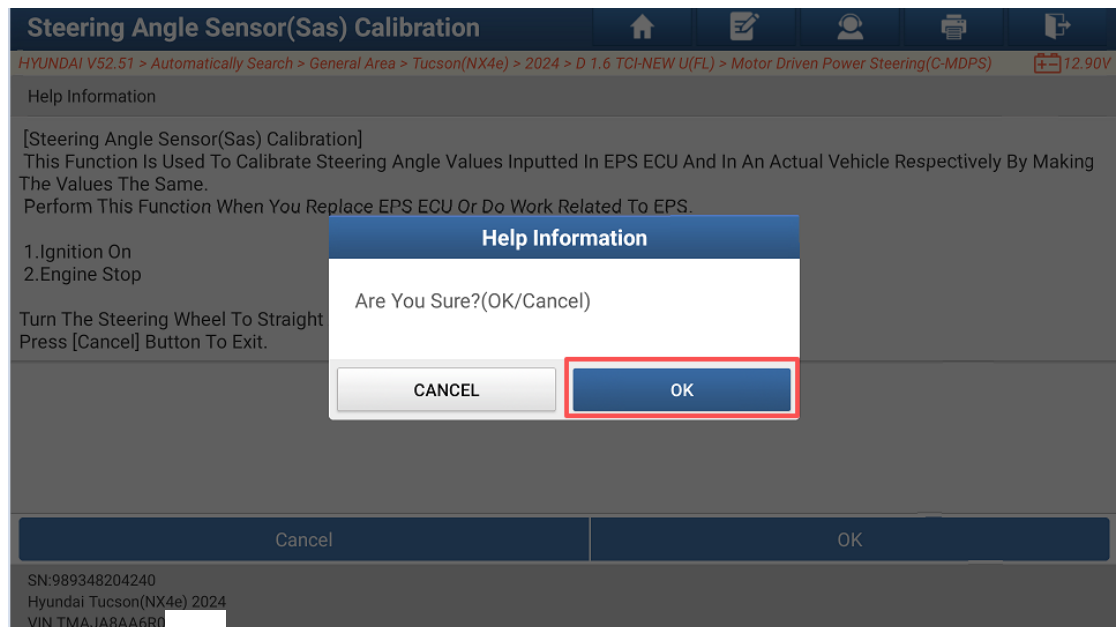 Steering Angle Sensor(Sas) Calibration
HYUNDAI V52.51 > Automatically Search > General Area > Tucson(NX4e) > 2024 > D 1.6 TCI-NEW U(FL) > Motor Driven Power Steering(C-MDPS)
12.90V
Help Information
[Steering Angle Sensor(Sas) Calibration]
This Function Is Used To Calibrate Steering Angle Values Inputted In EPS ECU And In An Actual Vehicle Respectively By Making
The Values The Same.
Perform This Function When You Replace EPS ECU Or Do Work Related To EPS.
1.Ignition On
2.Engine Stop
Turn The Steering Wheel To Straight
Press [Cancel] Button To Exit.
Help Information
Are You Sure?(OK/Cancel)
CANCEL
OK
Cancel
OK
SN:989348204240
Hyundai Tucson(NX4e) 2024
VIN TMAJA8AA6R0